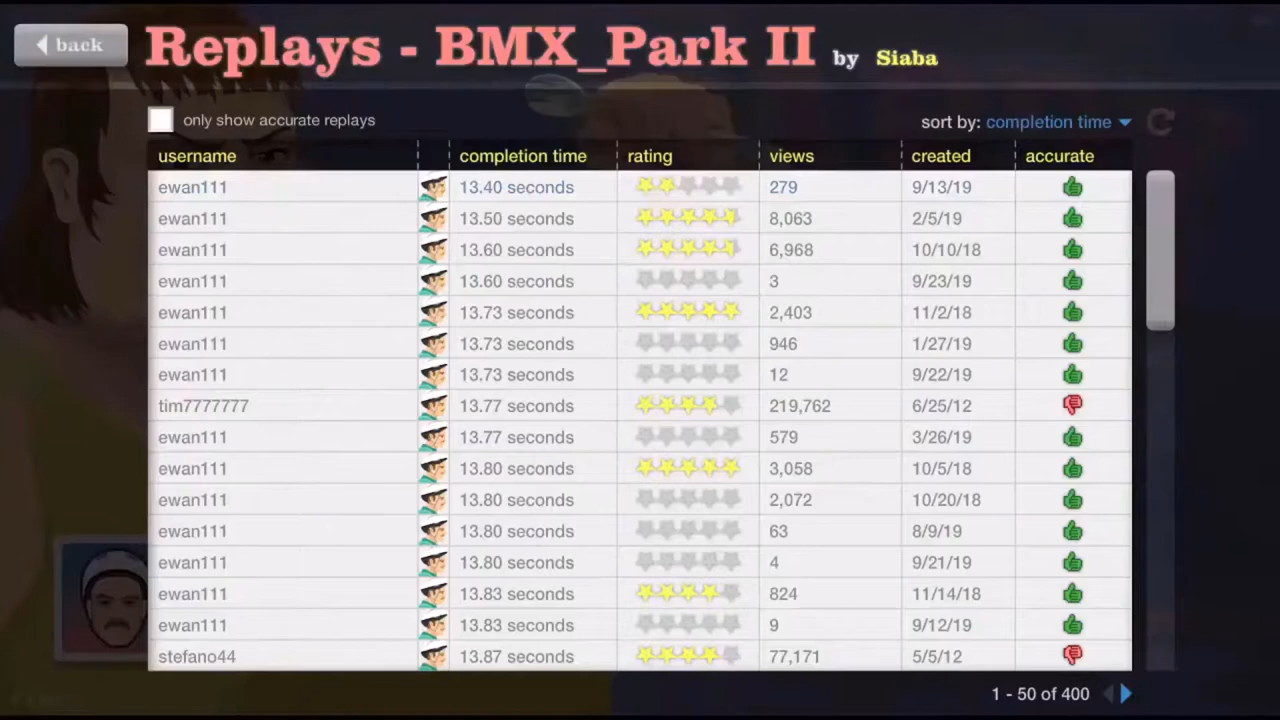 back
Replays - BMX_Park II by Siaba
only show accurate replays
sort by: completion time
username completion time rating views created accurate
ewan111 13.40 seconds 279 9/13/19
ewan111 13.50 seconds 8,063 2/5/19
ewan111 13.60 seconds 6,968 10/10/18
ewan111 13.60 seconds 3 9/23/19
ewan111 13.73 seconds 2,403 11/2/18
ewan111 13.73 seconds 946 1/27/19
ewan111 13.73 seconds 12 9/22/19
tim7777777 13.77 seconds 219,762 6/25/12
ewan111 13.77 seconds 579 3/26/19
ewan111 13.80 seconds 3,058 10/5/18
ewan111 13.80 seconds 2,072 10/20/18
ewan111 13.80 seconds 63 8/9/19
ewan111 13.80 seconds 4 9/21/19
ewan111 13.83 seconds 824 11/14/18
ewan111 13.83 seconds 9 9/12/19
stefano44 13.87 seconds 77,171 5/5/12
1 - 50 of 400